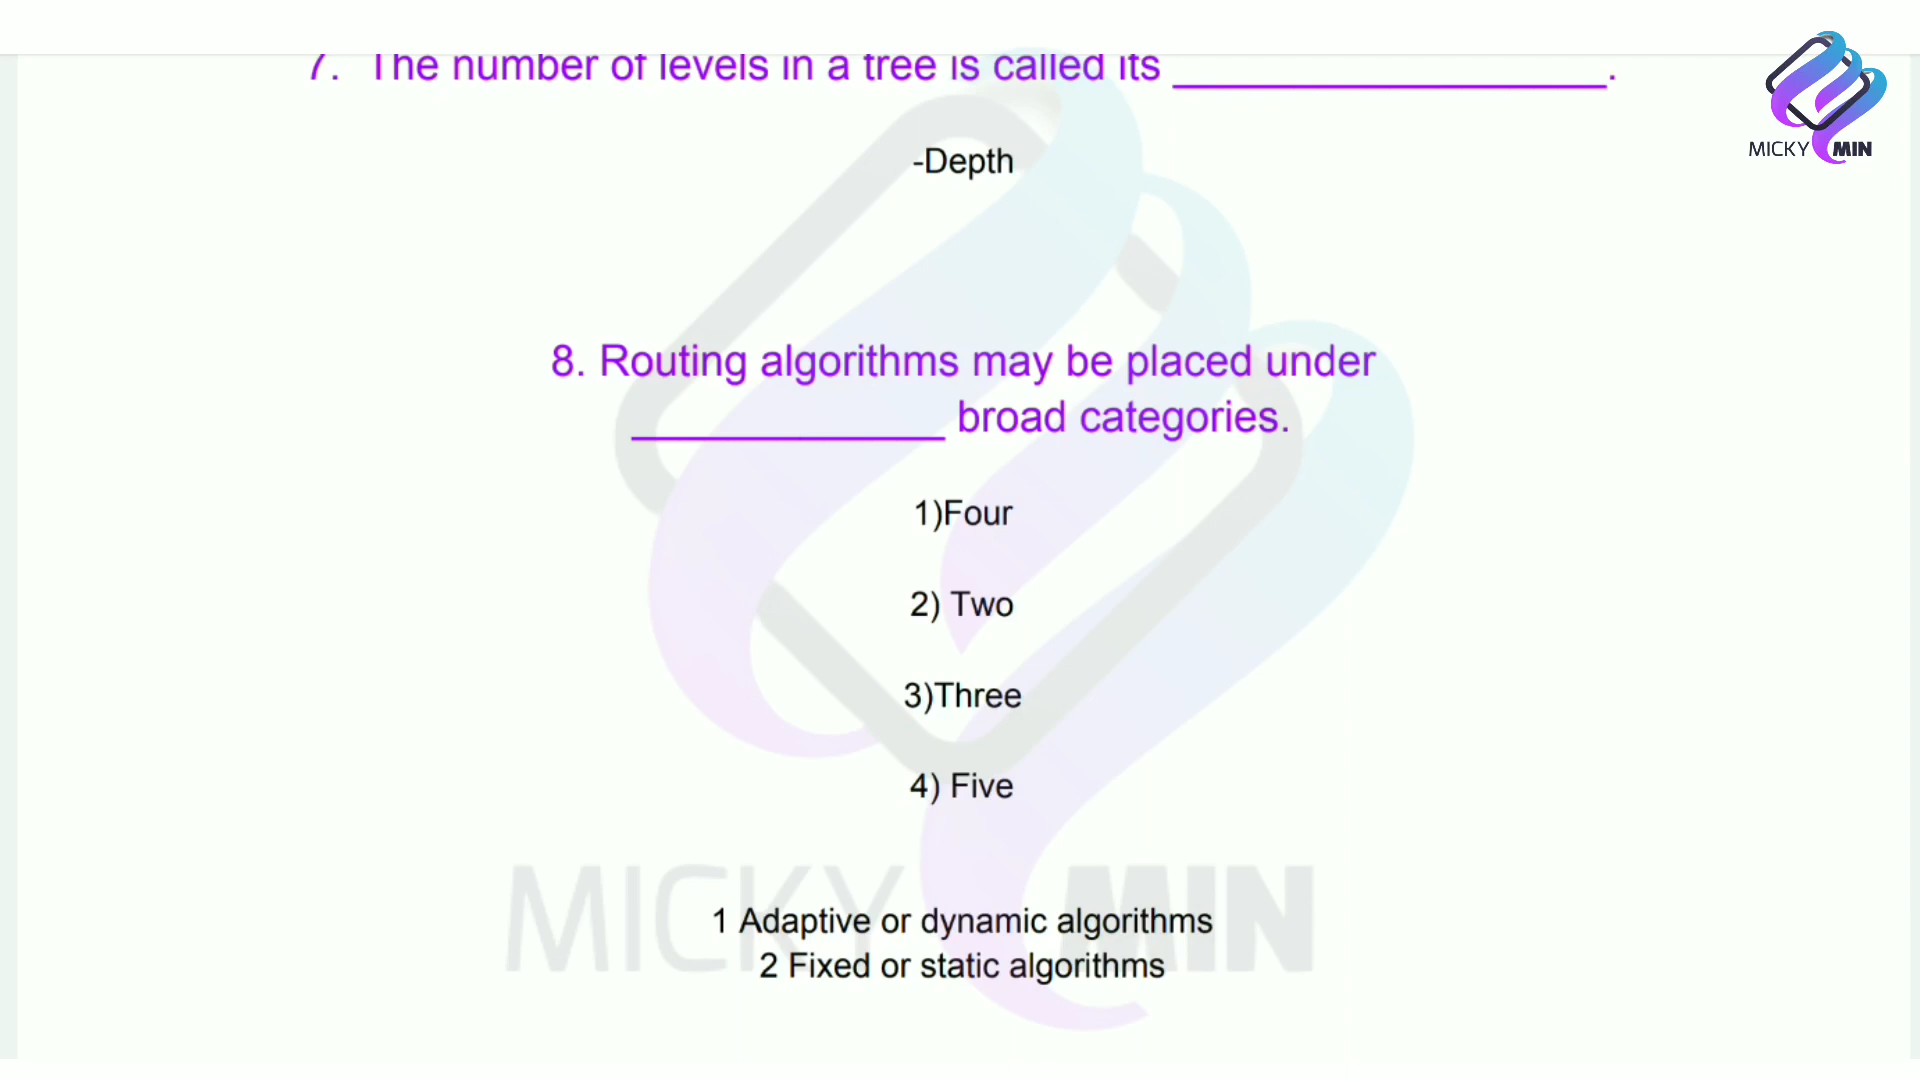 7. The number of levels in a tree is called its ____________________.
-Depth
8. Routing algorithms may be placed under
______________ broad categories.
1)Four
2) Two
3)Three
4) Five
1 Adaptive or dynamic algorithms
2 Fixed or static algorithms
MICKY MIN
MICKY MIN